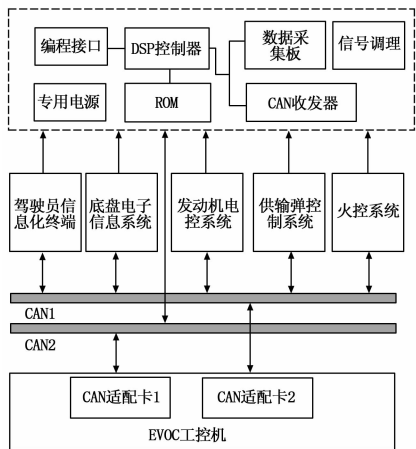 编程接口
DSP控制器
数据采
集板
信号调理
专用电源
ROM
CAN收发器
驾驶员信
息化终端
底盘电子
信息系统
发动机电
控系统
供输弹控
制系统
火控系统
CAN1
CAN2
CAN适配卡1
CAN适配卡2
EVOC工控机